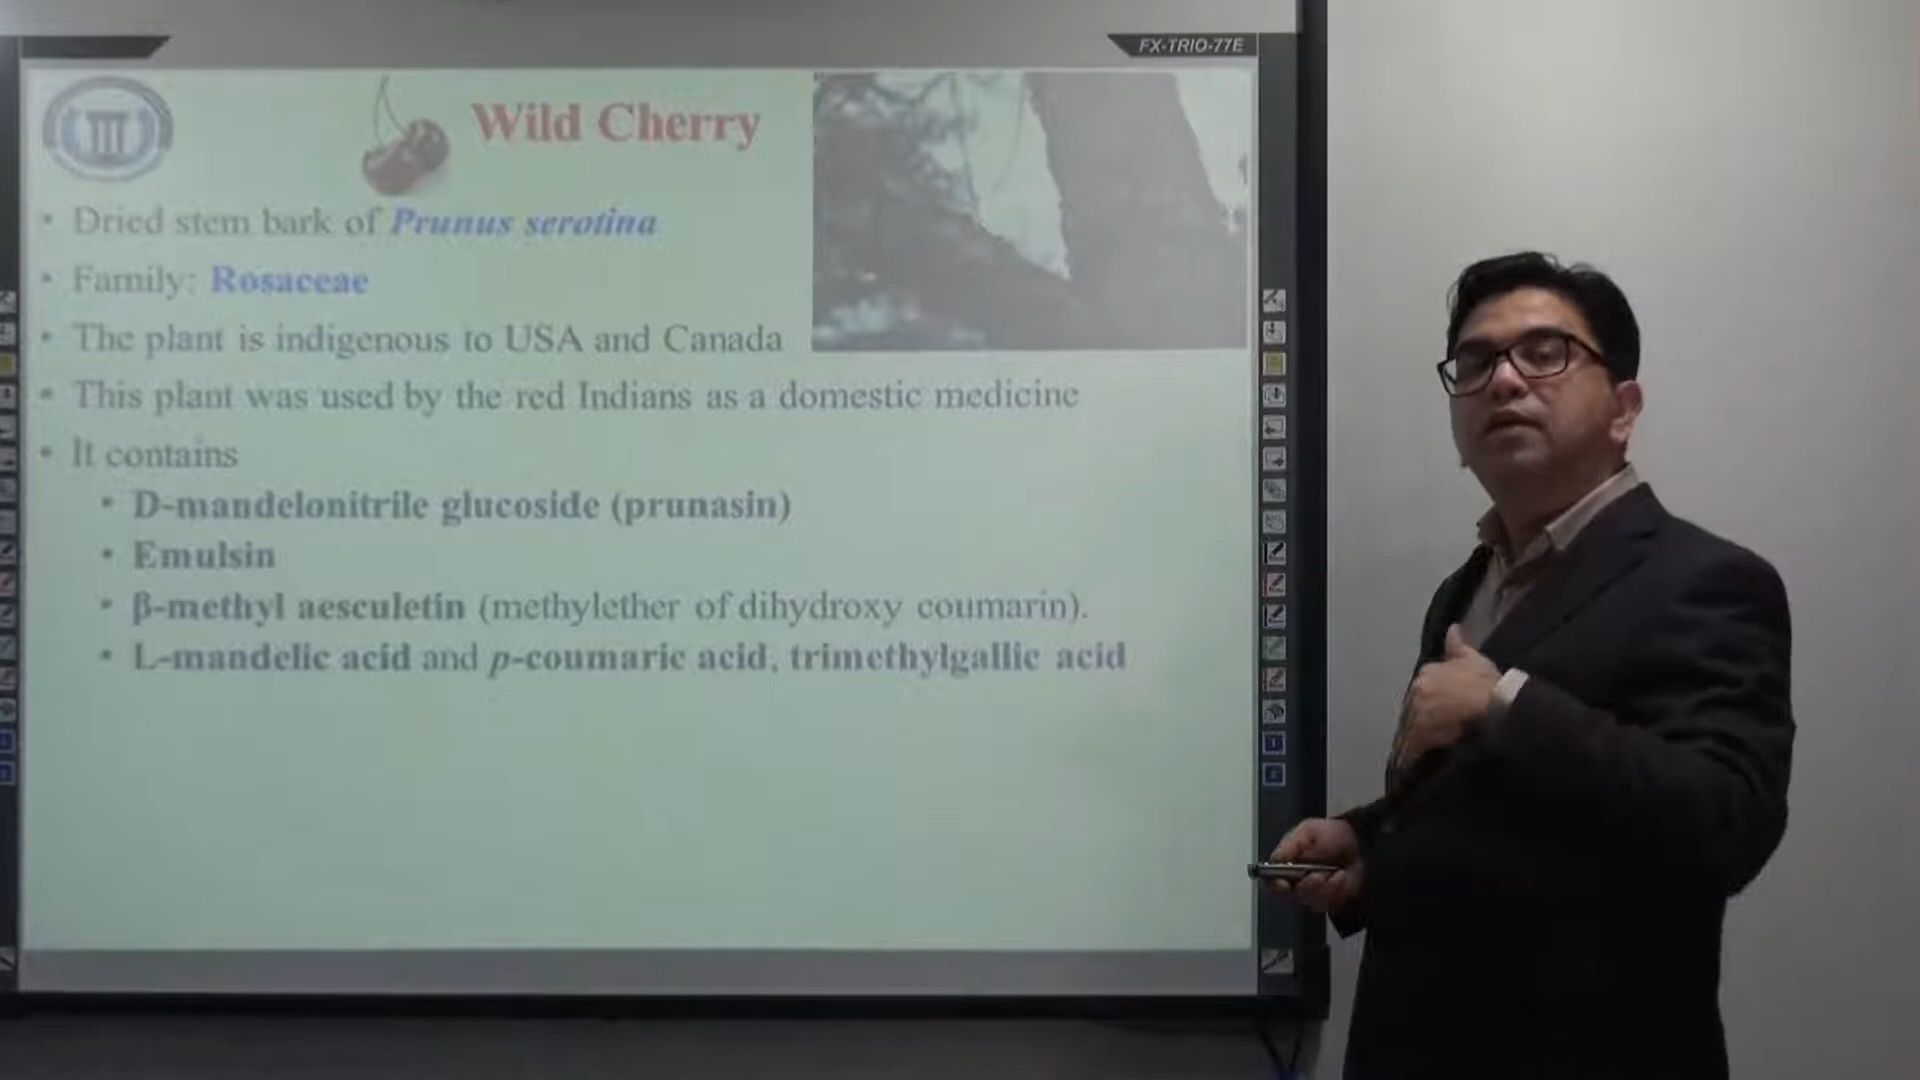 FX-TRIO-77E
Wild Cherry
• Dried stem bark of Prunus serotina
• Family: Rosaceae
• The plant is indigenous to USA and Canada
• This plant was used by the red Indians as a domestic medicine
• It contains
• D-mandelonitrile glucoside (prunasin)
• Emulsin
• β-methyl aesculetin (methylether of dihydroxy coumarin).
• L-mandelic acid and p-coumaric acid, trimethylgallic acid